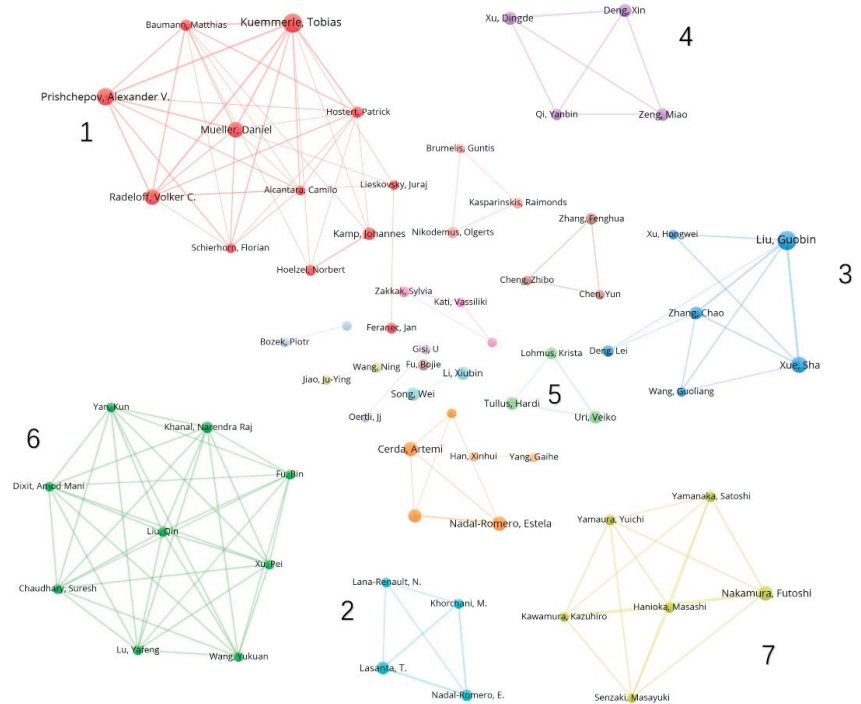 Baumann, Matthias
Kuemmerle, Tobias
Prishchepov, Alexander V.
1
Hostert, Patrick
Mueller, Daniel
Radeloff, Volker C.
Alcantara, Camilo
Lieskovsky, Juraj
Schierhorn, Florian
Kamp, Johannes
Hoelzel, Norbert
Feranec, Jan
Xu, Dingde
Deng, Xin
4
Qi, Yanbin
Zeng, Miao
Brumelis, Guntis
Kasparinskis, Raimonds
Nikodemus, Olgerts
Zhang, Fenghua
Cheng, Zhibo
Chen, Yun
Xu, Hongwei
Liu, Guobin
3
Zhang, Chao
Deng, Lei
Xue, Sha
Wang, Guoliang
Zakkak, Sylvia
Kati, Vassiliki
Bozek, Piotr
Gisi, U
Fu, Bojie
Wang, Ning
Jiao, Ju-Ying
Li, Xiubin
Song, Wei
Oertli, Jj
Lohmus, Krista
5
Tullus, Hardi
Uri, Veiko
Cerda, Artemi
Han, Xinhui
Yang, Gaihe
Nadal-Romero, Estela
6
Yan, Kun
Khanal, Narendra Raj
Dixit, Amod Mani
Fu, Bin
Liu, Qin
Xu, Pei
Chaudhary, Suresh
Lu, Yafeng
Wang, Yukuan
Lana-Renault, N.
2
Khorchani, M.
Lasanta, T.
Nadal-Romero, E.
Yamanaka, Satoshi
Yamaura, Yuichi
Nakamura, Futoshi
Hanioka, Masashi
Kawamura, Kazuhiro
7
Senzaki, Masayuki